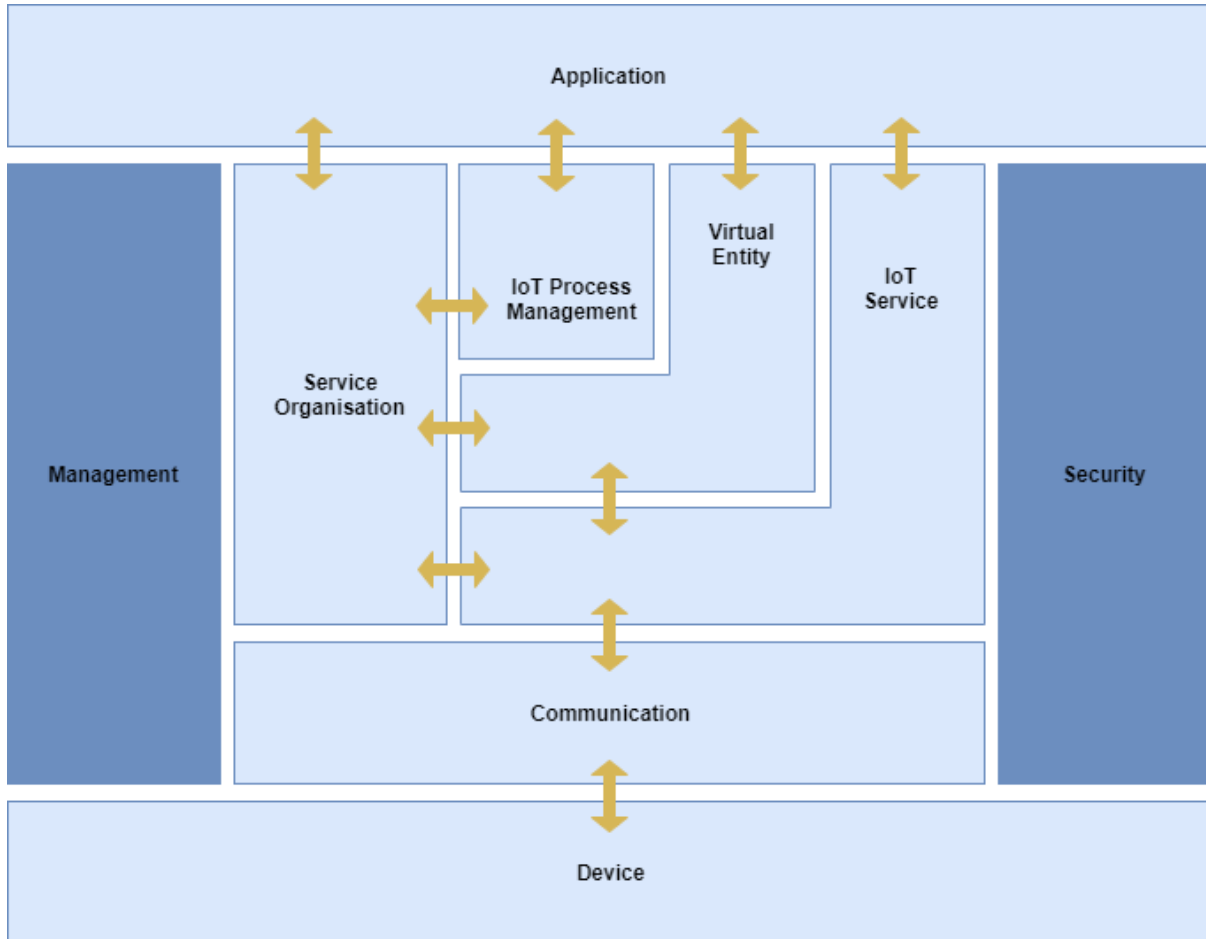 Application
Virtual
Entity
IoT Process
Management
IoT
Service
Service
Organisation
Management
Security
Communication
Device